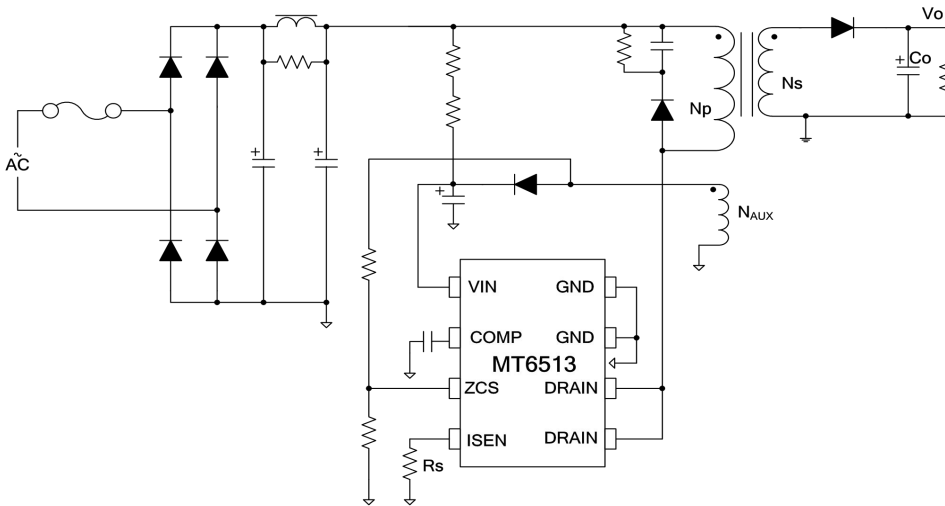 Vo
+ Co
Np
Ns
+
+
+
~
AC
NAUX
VIN
GND
COMP
GND
MT6513
ZCS
DRAIN
ISEN
DRAIN
Rs